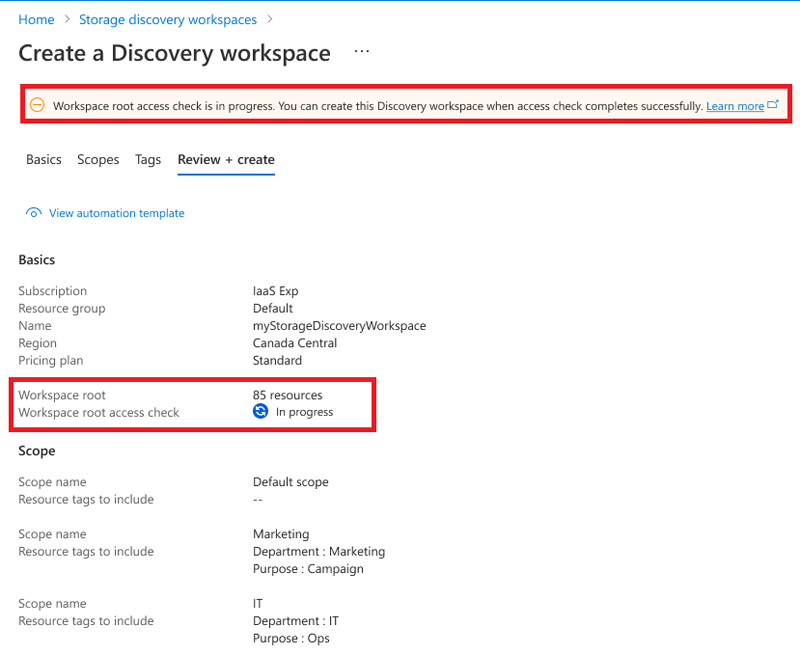 Home > Storage discovery workspaces >
Create a Discovery workspace ...
Workspace root access check is in progress. You can create this Discovery workspace when access check completes successfully. Learn more
Basics Scopes Tags Review + create
View automation template
Basics
Subscription IaaS Exp
Resource group Default
Name myStorageDiscoveryWorkspace
Region Canada Central
Pricing plan Standard
Workspace root 85 resources
Workspace root access check In progress
Scope
Scope name Default scope
Resource tags to include --
Scope name Marketing
Resource tags to include Department : Marketing
Purpose : Campaign
Scope name IT
Resource tags to include Department : IT
Purpose : Ops